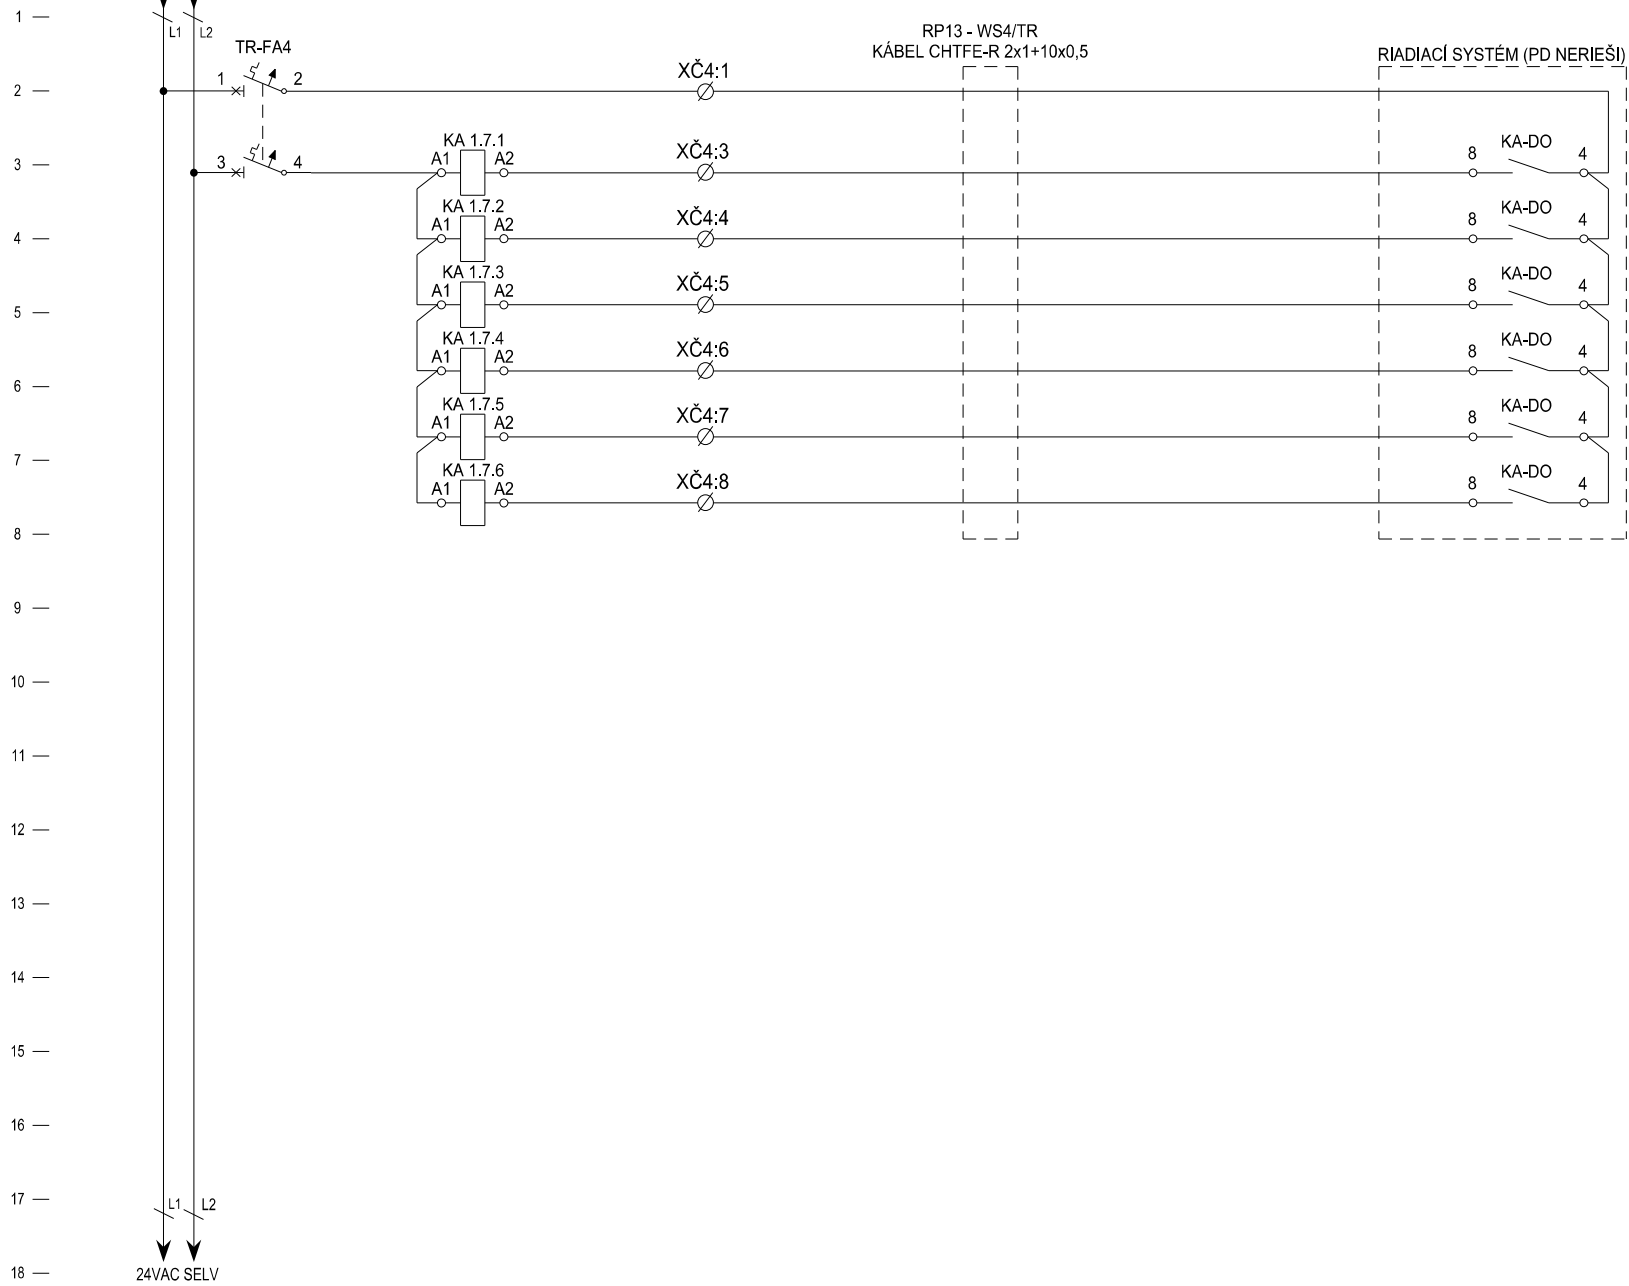 1
L1 L2
RP13 - WS4/TR
KÁBEL CHTFE-R 2x1+10x0,5
TR-FA4
RIADIACÍ SYSTÉM (PD NERIEŠI)
2
1 2
XČ4:1
3
3 4
KA 1.7.1
A1 A2
XČ4:3
8 KA-DO 4
4
KA 1.7.2
A1 A2
XČ4:4
8 KA-DO 4
5
KA 1.7.3
A1 A2
XČ4:5
8 KA-DO 4
6
KA 1.7.4
A1 A2
XČ4:6
8 KA-DO 4
7
KA 1.7.5
A1 A2
XČ4:7
8 KA-DO 4
KA 1.7.6
A1 A2
XČ4:8
8 KA-DO 4
8
9
10
11
12
13
14
15
16
17
L1 L2
18
24VAC SELV